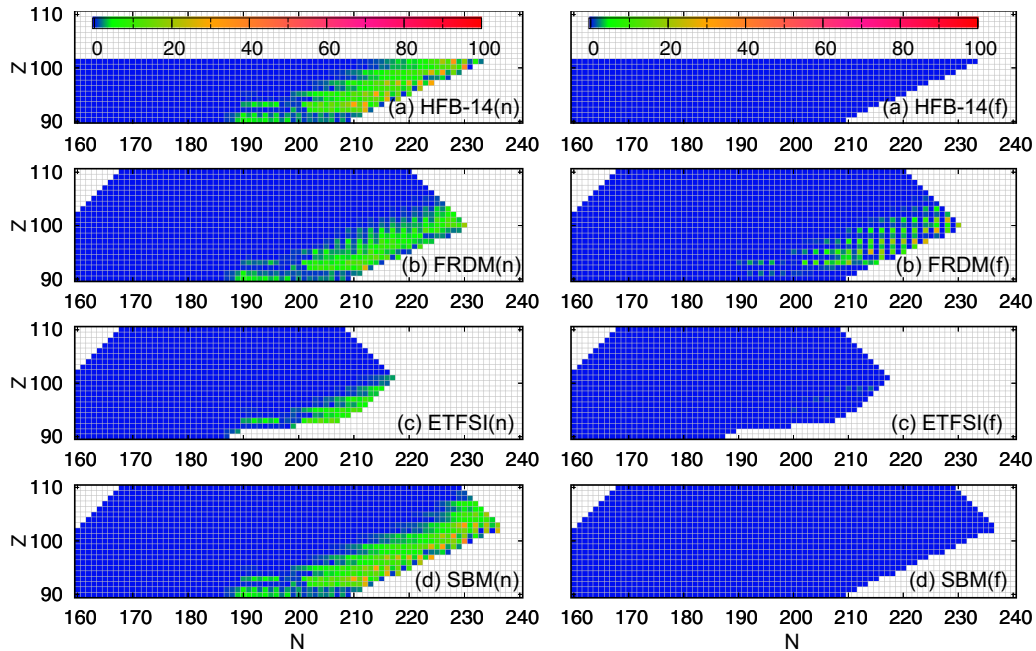 110
Z
100
90
0 20 40 60 80 100
(a) HFB-14(n)
160 170 180 190 200 210 220 230 240
0 20 40 60 80 100
(a) HFB-14(f)
160 170 180 190 200 210 220 230 240
110
Z
100
90
(b) FRDM(n)
160 170 180 190 200 210 220 230 240
(b) FRDM(f)
160 170 180 190 200 210 220 230 240
110
Z
100
90
(c) ETFSI(n)
160 170 180 190 200 210 220 230 240
(c) ETFSI(f)
160 170 180 190 200 210 220 230 240
110
Z
100
90
(d) SBM(n)
160 170 180 190 200 210 220 230 240
N
(d) SBM(f)
160 170 180 190 200 210 220 230 240
N